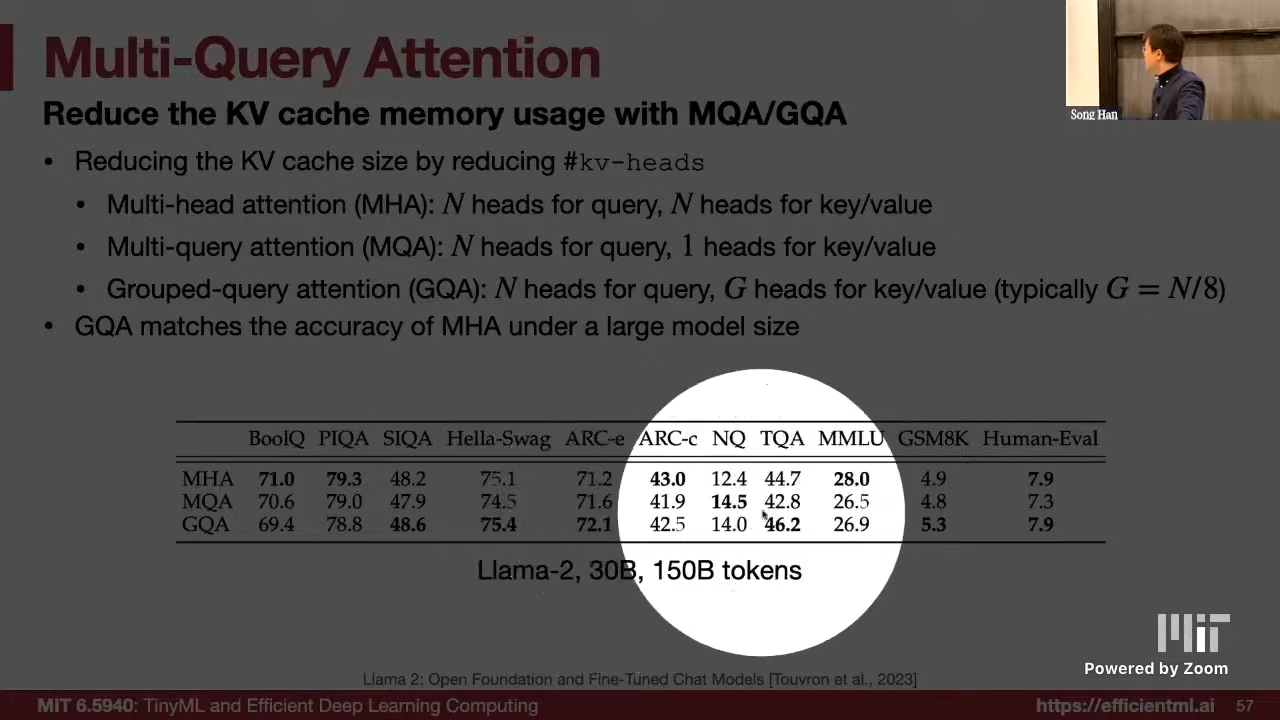 Multi-Query Attention
Song Han
Reduce the KV cache memory usage with MQA/GQA
• Reducing the KV cache size by reducing #kv-heads
• Multi-head attention (MHA): N heads for query, N heads for key/value
• Multi-query attention (MQA): N heads for query, 1 heads for key/value
• Grouped-query attention (GQA): N heads for query, G heads for key/value (typically G = N/8)
• GQA matches the accuracy of MHA under a large model size
BoolQ PIQA SIQA Hella-Swag ARC-e ARC-c NQ TQA MMLU GSM8K Human-Eval
MHA 71.0 79.3 48.2 75.1 71.2 43.0 12.4 44.7 28.0 4.9 7.9
MQA 70.6 79.0 47.9 74.5 71.6 41.9 14.5 42.8 26.5 4.8 7.3
GQA 69.4 78.8 48.6 75.4 72.1 42.5 14.0 46.2 26.9 5.3 7.9
Llama-2, 30B, 150B tokens
MIT
Powered by Zoom
Llama 2: Open Foundation and Fine-Tuned Chat Models [Touvron et al., 2023]
MIT 6.5940: TinyML and Efficient Deep Learning Computing https://efficientml.ai 57